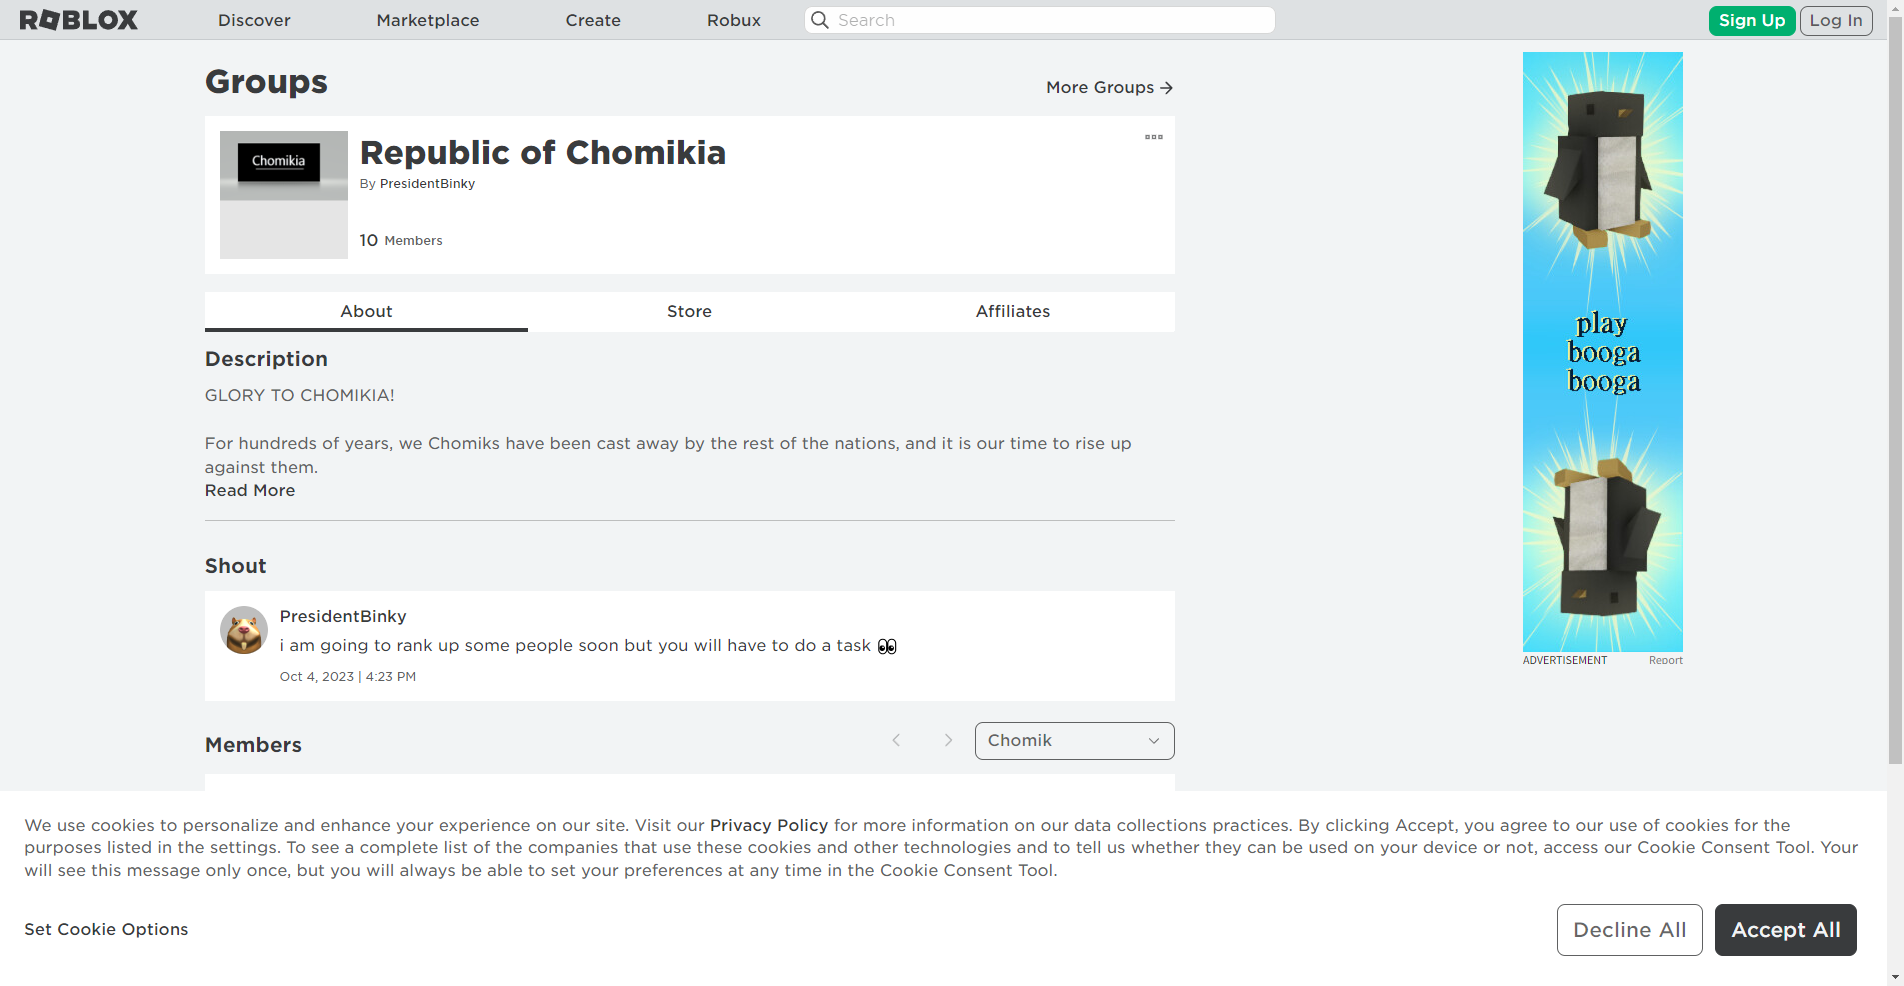 ROBLOX
Discover
Marketplace
Create
Robux
Search
Sign Up
Log In
Groups
More Groups
Chomikia
Republic of Chomikia
By PresidentBinky
10 Members
About
Store
Affiliates
Description
GLORY TO CHOMIKIA!
For hundreds of years, we Chomiks have been cast away by the rest of the nations, and it is our time to rise up
against them.
Read More
Shout
PresidentBinky
i am going to rank up some people soon but you will have to do a task 👀
Oct 4, 2023 | 4:23 PM
Members
Chomik
play
booga
booga
ADVERTISEMENT
Report
We use cookies to personalize and enhance your experience on our site. Visit our Privacy Policy for more information on our data collections practices. By clicking Accept, you agree to our use of cookies for the
purposes listed in the settings. To see a complete list of the companies that use these cookies and other technologies and to tell us whether they can be used on your device or not, access our Cookie Consent Tool. Your
will see this message only once, but you will always be able to set your preferences at any time in the Cookie Consent Tool.
Set Cookie Options
Decline All
Accept All